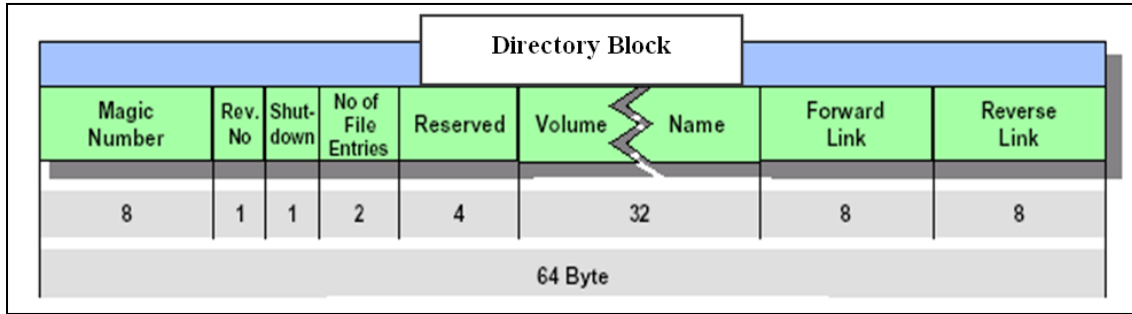 Directory Block
Magic Number
Rev. No
Shut-down
No of File Entries
Reserved
Volume Name
Forward Link
Reverse Link
8 1 1 2 4 32 8 8
64 Byte